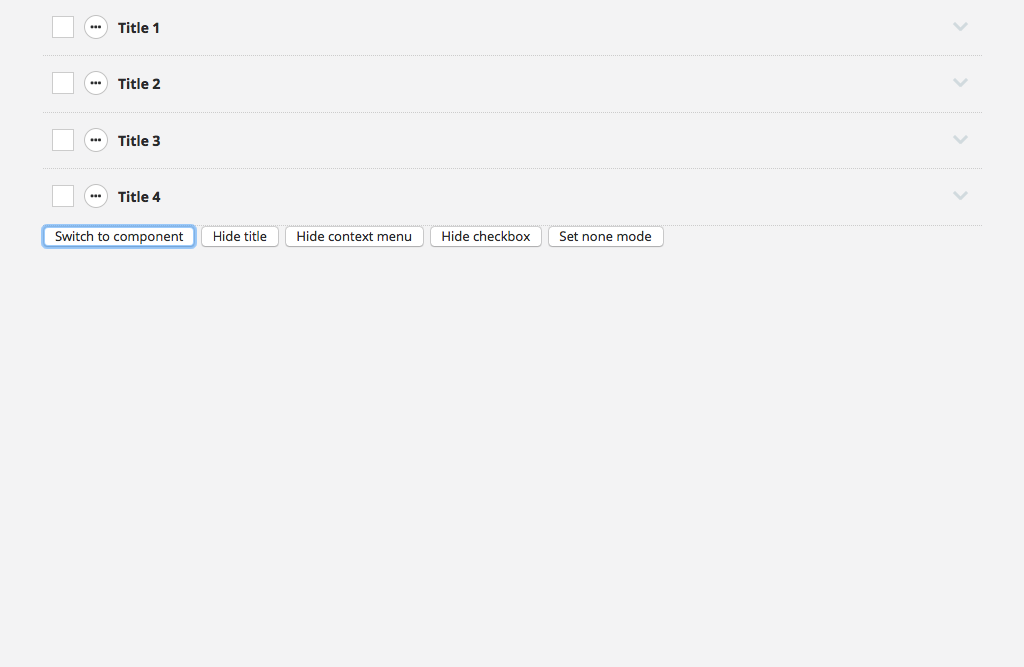 Title 1
Title 2
Title 3
Title 4
Switch to component Hide title Hide context menu Hide checkbox Set none mode